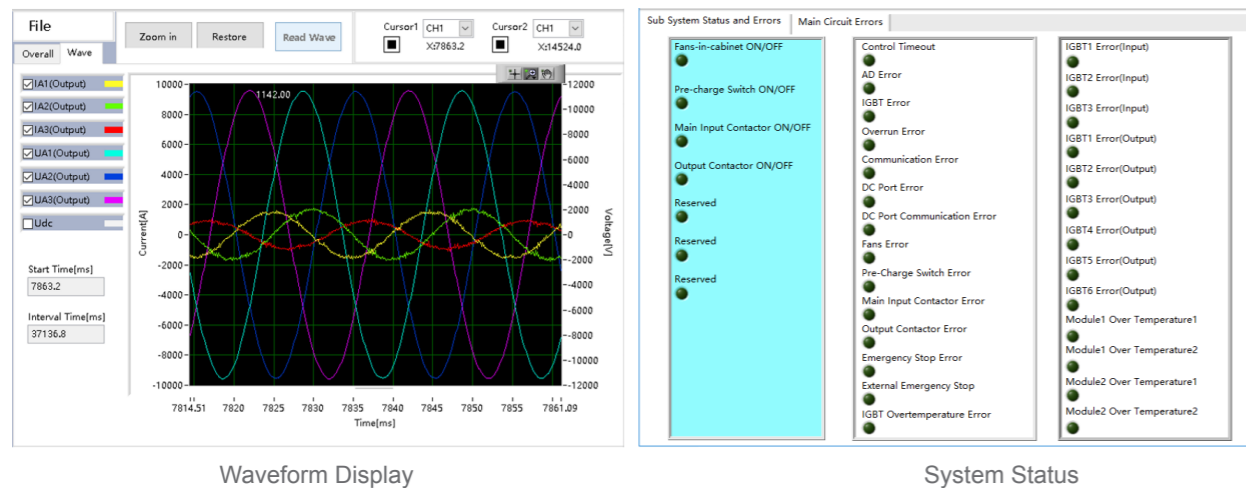 File
Zoom in
Restore
Read Wave
Cursor1 CH1
X:7863.2
Cursor2 CH1
X:14524.0
Overall
Wave
IA1(Output)
IA2(Output)
IA3(Output)
UA1(Output)
UA2(Output)
UA3(Output)
Udc
Start Time[ms]
7863.2
Interval Time[ms]
37136.8
1142.00
Current[A]
10000
8000
6000
4000
2000
0
-2000
-4000
-6000
-8000
-10000
12000
-10000
-8000
-6000
-4000
-2000
-0
-2000
-4000
-6000
-8000
-10000
-12000
Voltage[V]
7814.51 7820 7825 7830 7835 7840 7845 7850 7855 7861.09
Time[ms]
Waveform Display
Sub System Status and Errors
Main Circuit Errors
Fans-in-cabinet ON/OFF
Pre-charge Switch ON/OFF
Main Input Contactor ON/OFF
Output Contactor ON/OFF
Reserved
Reserved
Reserved
Control Timeout
AD Error
IGBT Error
Overrun Error
Communication Error
DC Port Error
DC Port Communication Error
Fans Error
Pre-Charge Switch Error
Main Input Contactor Error
Output Contactor Error
Emergency Stop Error
External Emergency Stop
IGBT Overtemperature Error
IGBT1 Error(Input)
IGBT2 Error(Input)
IGBT3 Error(Input)
IGBT1 Error(Output)
IGBT2 Error(Output)
IGBT3 Error(Output)
IGBT4 Error(Output)
IGBT5 Error(Output)
IGBT6 Error(Output)
Module1 Over Temperature1
Module1 Over Temperature2
Module2 Over Temperature1
Module2 Over Temperature2
System Status